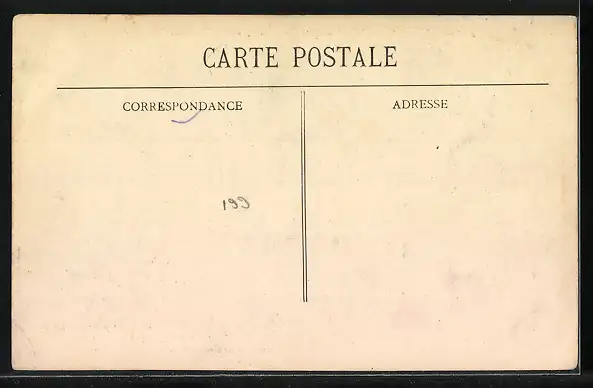 CARTE POSTALE
CORRESPONDANCE
ADRESSE
199